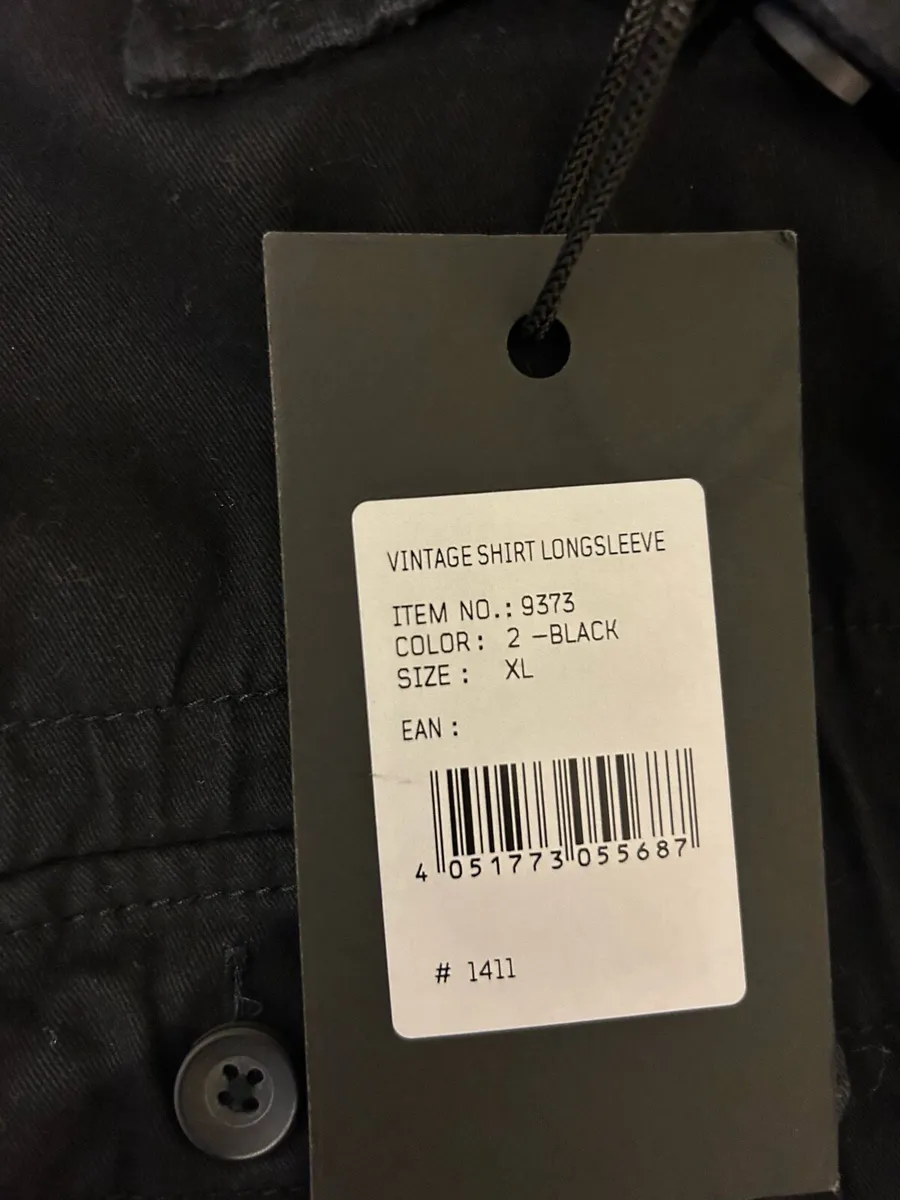 VINTAGE SHIRT LONGSLEEVE
ITEM NO.: 9373
COLOR: 2 –BLACK
SIZE : XL
EAN :
4 051773 055687
# 1411